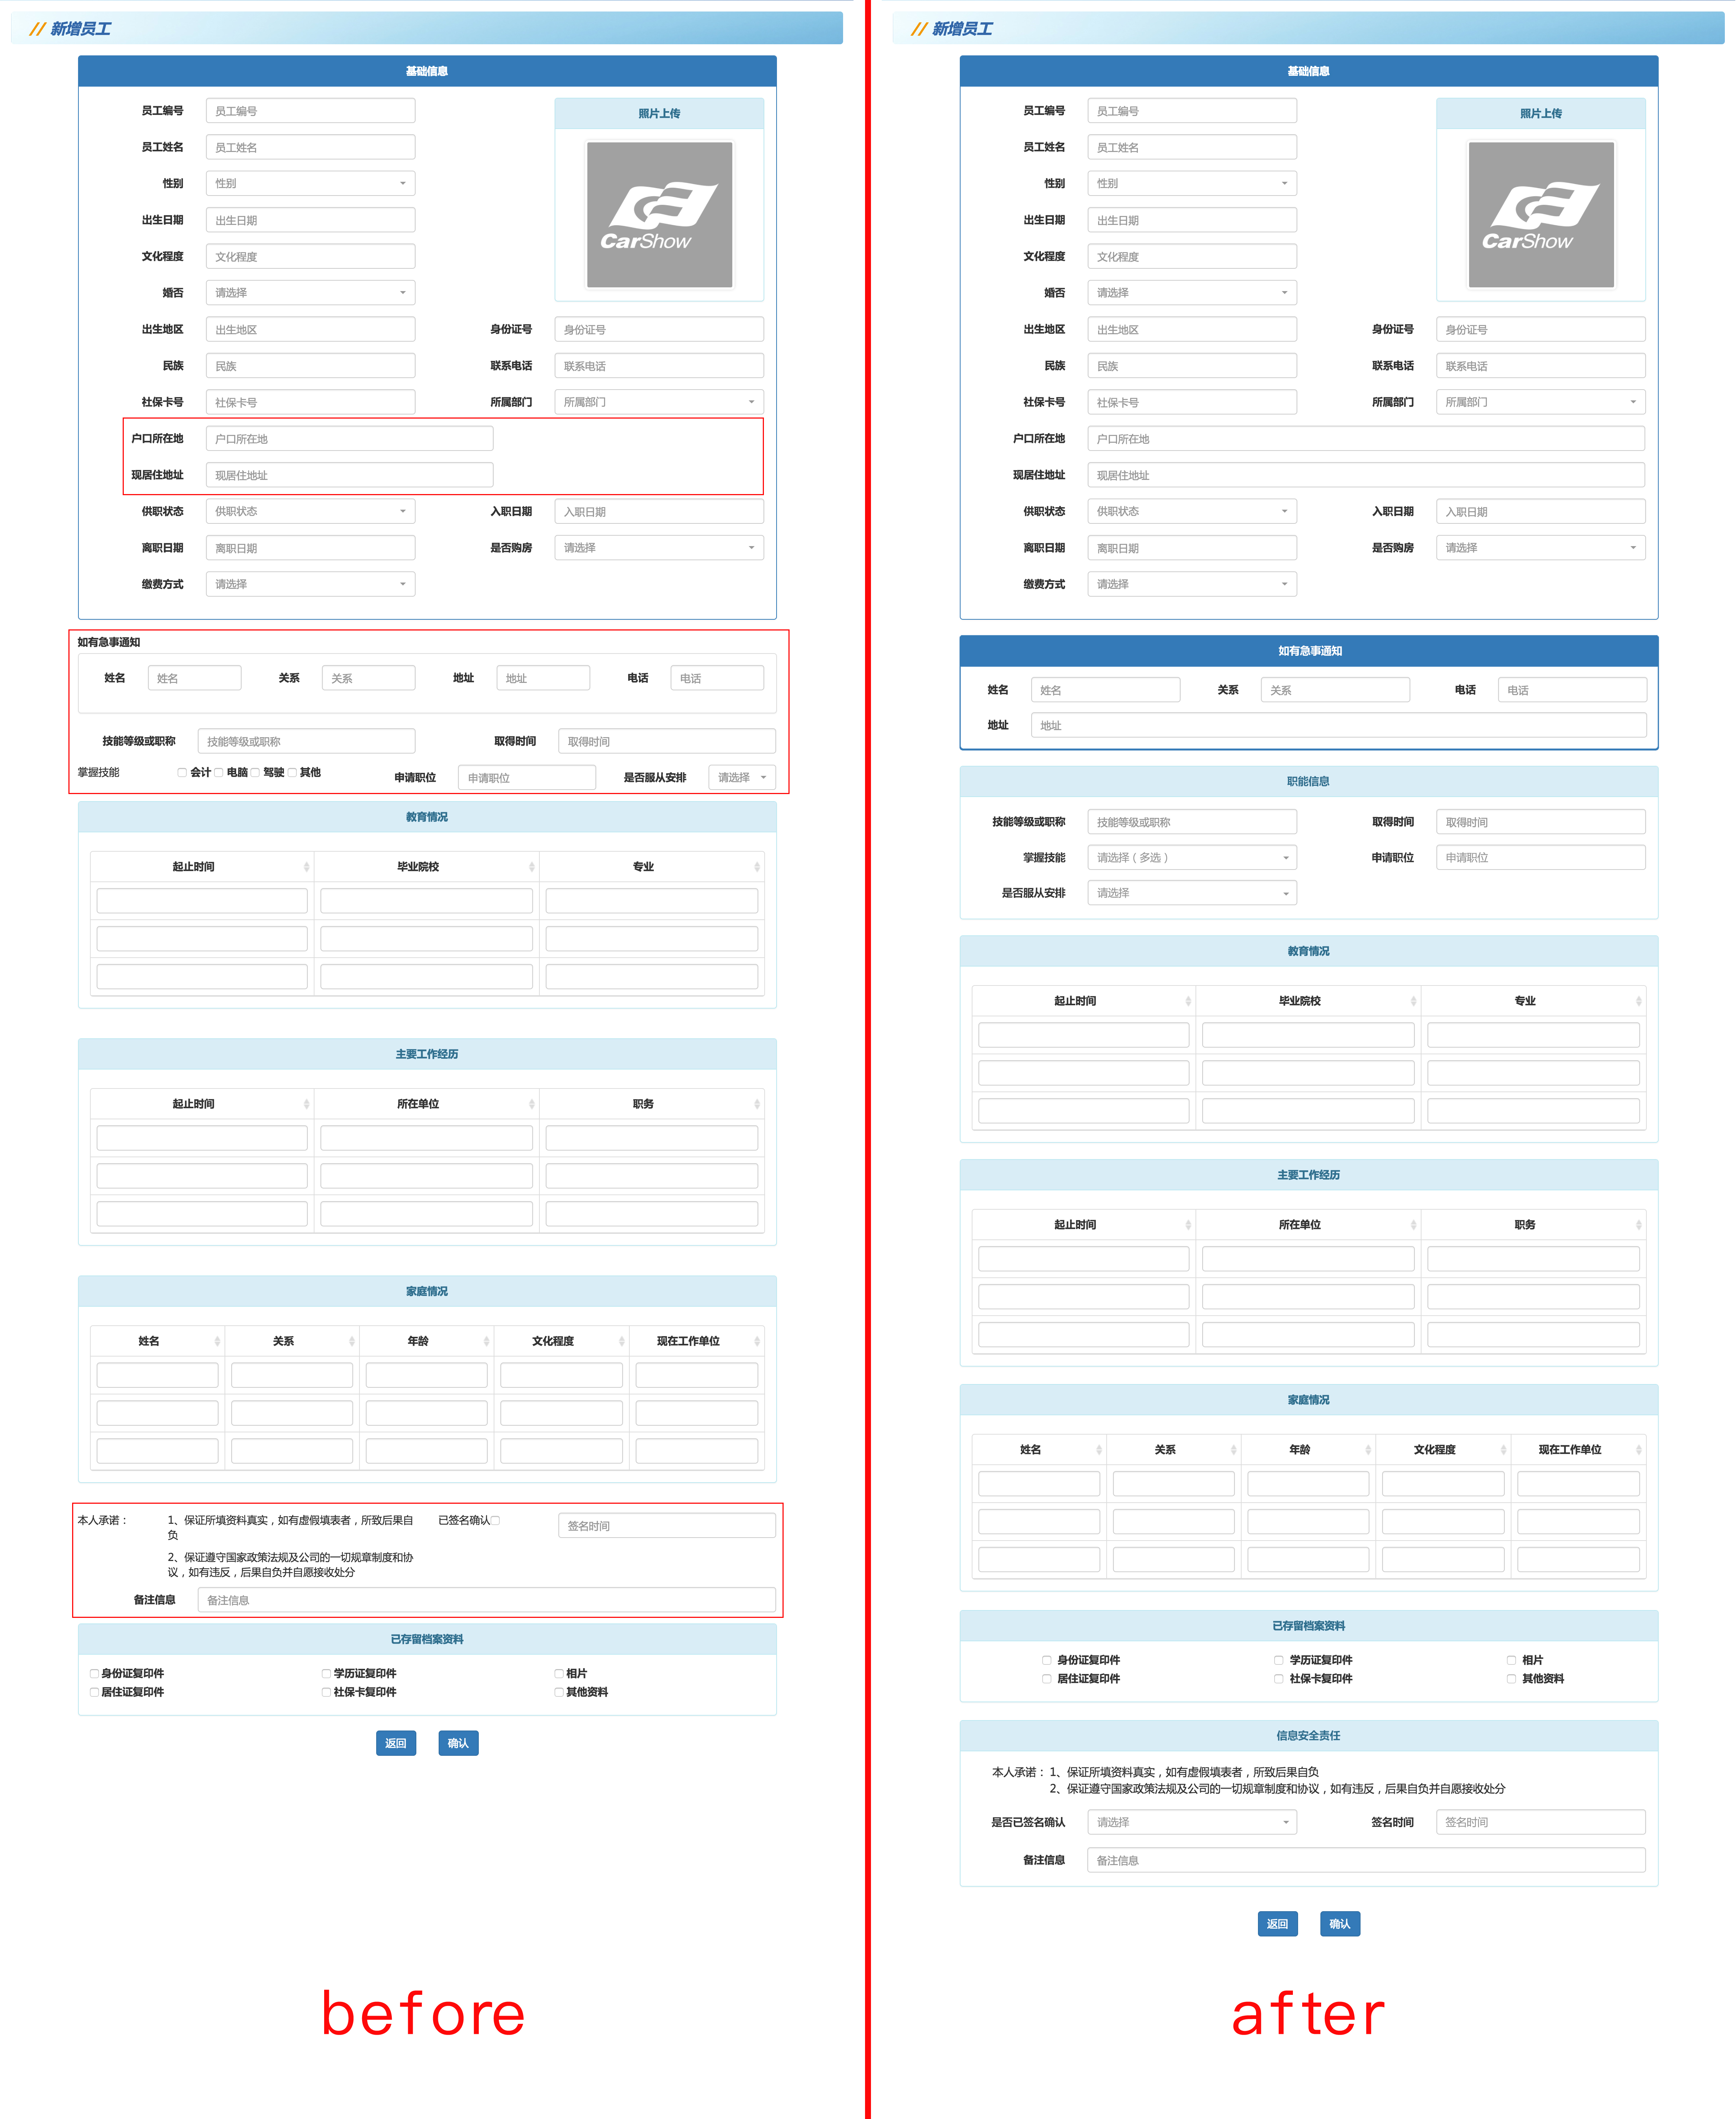 新增员工
基础信息
员工编号 员工编号 照片上传
员工姓名 员工姓名
性别 性别
CarShow
出生日期 出生日期
文化程度 文化程度
婚否 请选择
出生地区 出生地区 身份证号 身份证号
民族 民族 联系电话 联系电话
社保卡号 社保卡号 所属部门 所属部门
户口所在地 户口所在地
现居住地址 现居住地址
供职状态 供职状态 入职日期 入职日期
离职日期 离职日期 是否购房 请选择
缴费方式 请选择
如有急事通知
姓名 姓名 关系 关系 地址 地址 电话 电话
技能等级或职称 技能等级或职称 取得时间 取得时间
掌握技能 会计 电脑 驾驶 其他 申请职位 申请职位 是否服从安排 请选择
教育情况
起止时间 毕业院校 专业
主要工作经历
起止时间 所在单位 职务
家庭情况
姓名 关系 年龄 文化程度 现在工作单位
本人承诺： 1、保证所填资料真实，如有虚假填表者，所致后果自 已签名确认 签名时间
负
2、保证遵守国家政策法规及公司的一切规章制度和协
议，如有违反，后果自负并自愿接收处分
备注信息 备注信息
已存留档案资料
身份证复印件 学历证复印件 相片
居住证复印件 社保卡复印件 其他资料
返回 确认
before
新增员工
基础信息
员工编号 员工编号 照片上传
员工姓名 员工姓名
性别 性别
CarShow
出生日期 出生日期
文化程度 文化程度
婚否 请选择
出生地区 出生地区 身份证号 身份证号
民族 民族 联系电话 联系电话
社保卡号 社保卡号 所属部门 所属部门
户口所在地 户口所在地
现居住地址 现居住地址
供职状态 供职状态 入职日期 入职日期
离职日期 离职日期 是否购房 请选择
缴费方式 请选择
如有急事通知
姓名 姓名 关系 关系 电话 电话
地址 地址
职能信息
技能等级或职称 技能等级或职称 取得时间 取得时间
掌握技能 请选择（多选） 申请职位 申请职位
是否服从安排 请选择
教育情况
起止时间 毕业院校 专业
主要工作经历
起止时间 所在单位 职务
家庭情况
姓名 关系 年龄 文化程度 现在工作单位
已存留档案资料
身份证复印件 学历证复印件 相片
居住证复印件 社保卡复印件 其他资料
信息安全责任
本人承诺： 1、保证所填资料真实，如有虚假填表者，所致后果自负
2、保证遵守国家政策法规及公司的一切规章制度和协议，如有违反，后果自负并自愿接收处分
是否已签名确认 请选择 签名时间 签名时间
备注信息 备注信息
返回 确认
after